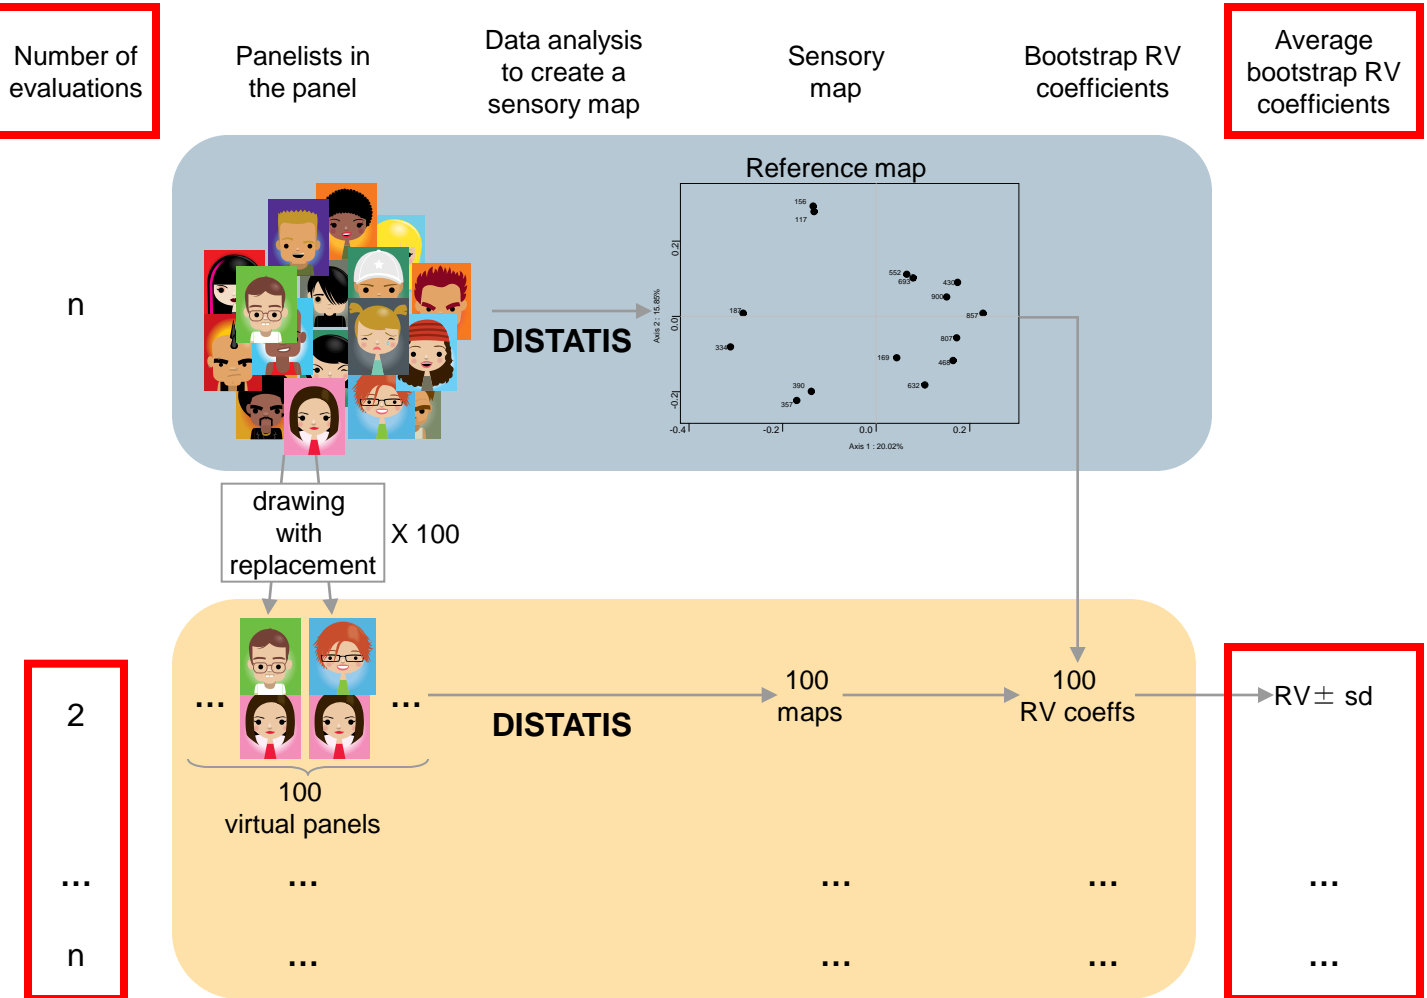 Number of
evaluations
Panelists in
the panel
Data analysis
to create a
sensory map
Sensory
map
Bootstrap RV
coefficients
Average
bootstrap RV
coefficients
n
DISTATIS
Reference map
156
117
552
693
430
900
187
857
334
807
169
468
632
390
357
0.2
0.0
-0.2
Axis 2 : 15.85%
-0.4
-0.2
0.0
0.2
Axis 1 : 20.02%
drawing
with
replacement
X 100
2
...
...
DISTATIS
100
maps
100
RV coeffs
RV± sd
100
virtual panels
...
...
...
...
...
n
...
...
...
...